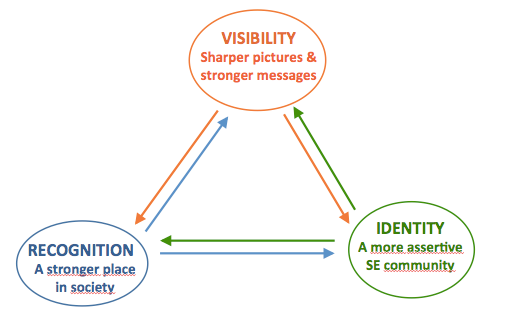 VISIBILITY
Sharper pictures &
stronger messages
RECOGNITION
A stronger place
in society
IDENTITY
A more assertive
SE community